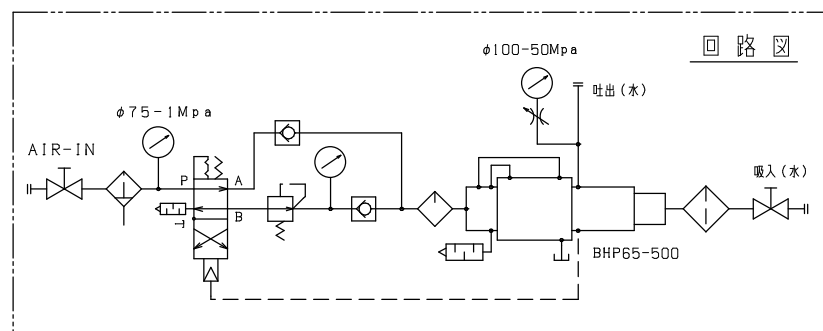 回路図
φ100-50Mpa
吐出(水)
φ75-1Mpa
AIR-IN
P
A
T
B
吸入(水)
BHP65-500